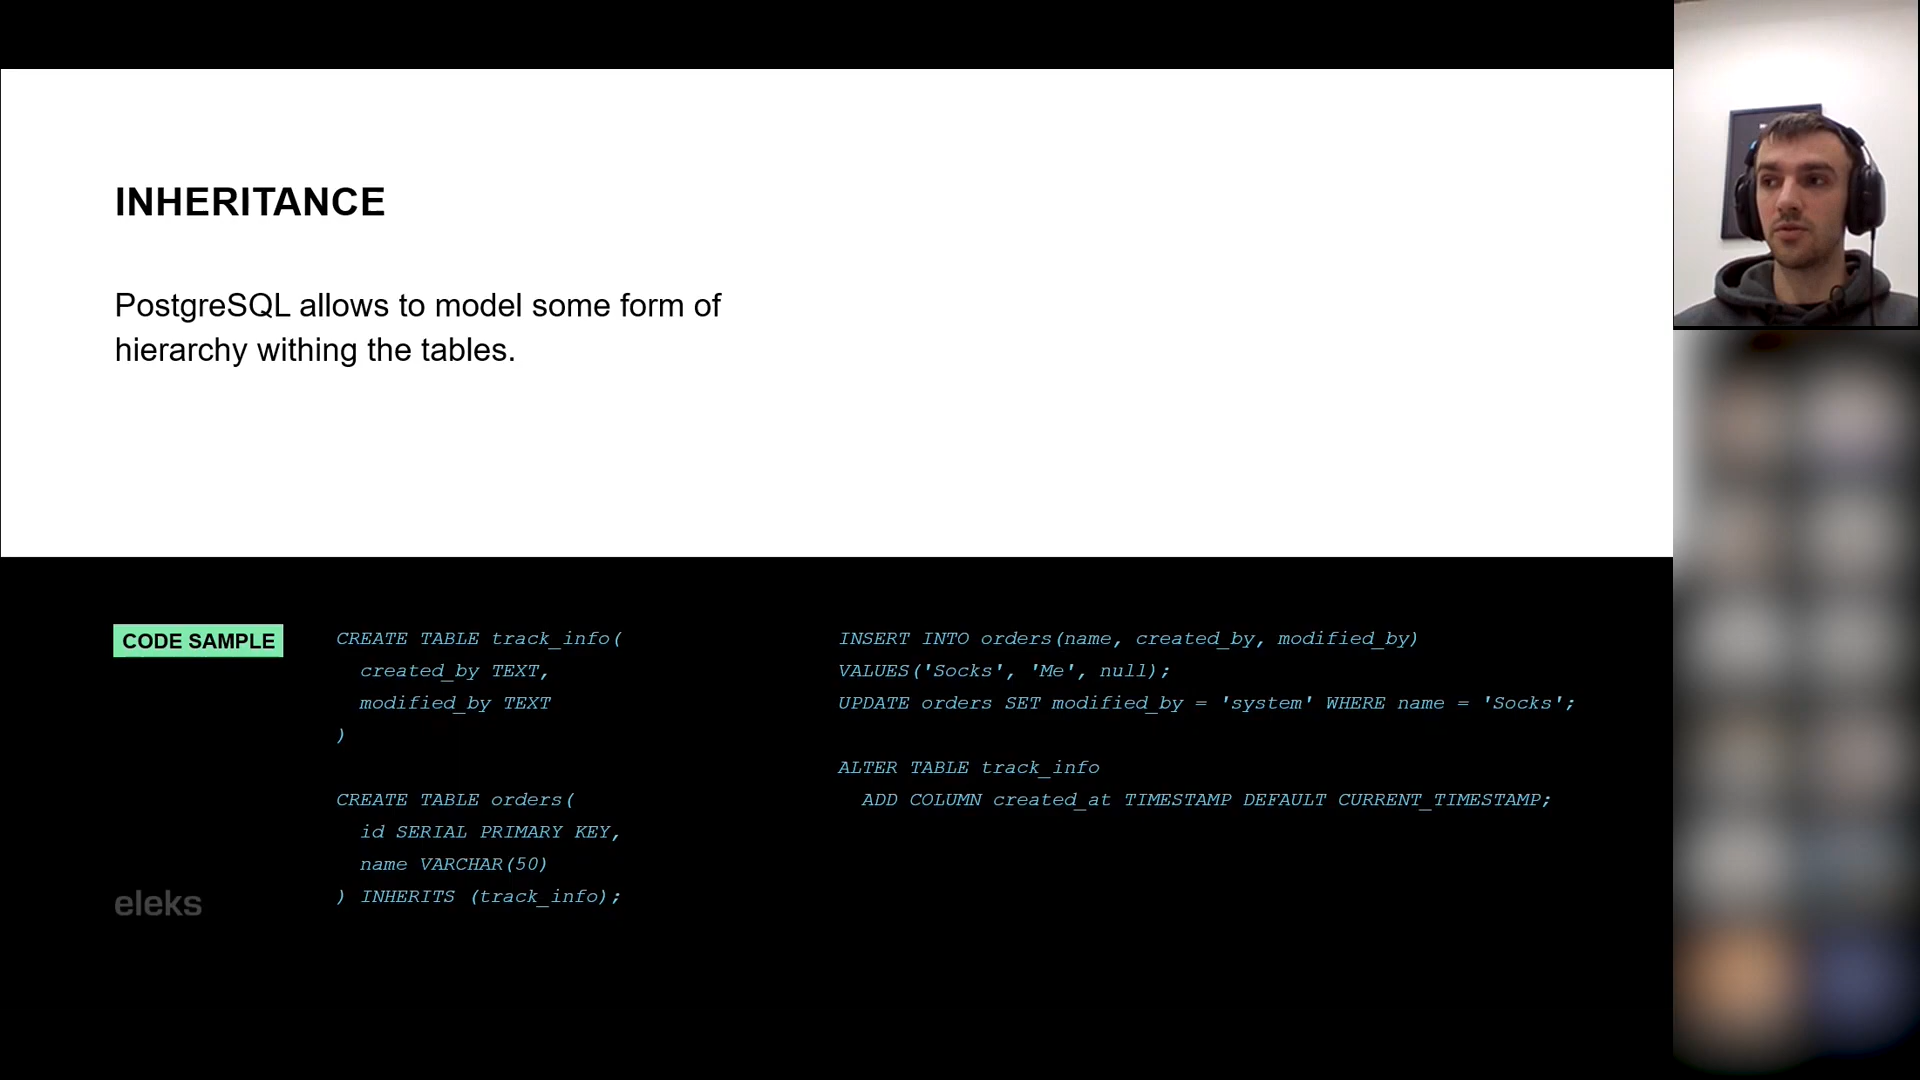 INHERITANCE
PostgreSQL allows to model some form of
hierarchy withing the tables.
CODE SAMPLE
CREATE TABLE track_info(
created_by TEXT,
modified_by TEXT
)
CREATE TABLE orders(
id SERIAL PRIMARY KEY,
name VARCHAR(50)
) INHERITS (track_info);
INSERT INTO orders(name, created_by, modified_by)
VALUES('Socks', 'Me', null);
UPDATE orders SET modified_by = 'system' WHERE name = 'Socks';
ALTER TABLE track_info
ADD COLUMN created_at TIMESTAMP DEFAULT CURRENT_TIMESTAMP;
eleks